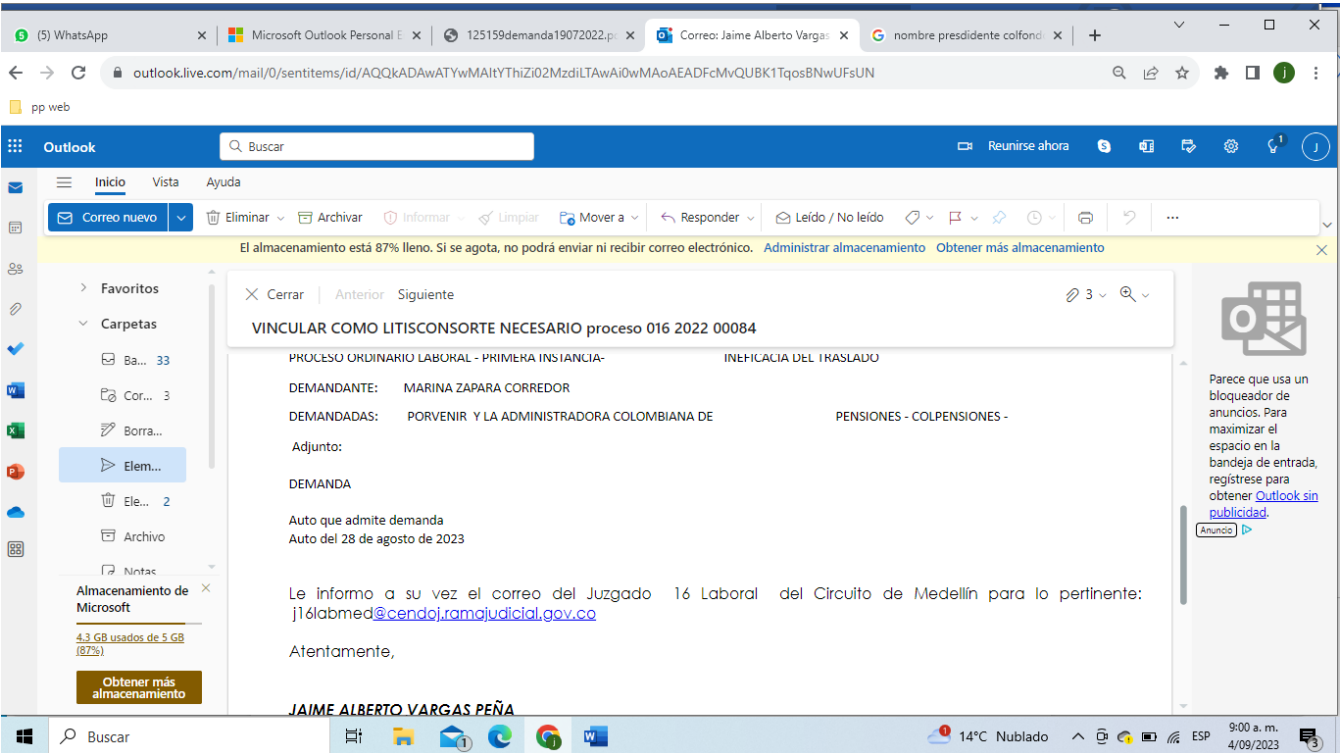 (5) WhatsApp
Microsoft Outlook Personal E
125159demanda19072022.pd
Correo: Jaime Alberto Vargas
nombre presdidente colfond
outlook.live.com/mail/0/sentitems/id/AQQkADAwATYwMAItYThiZi02MzdiLTAwAi0wMAoAEADFcMvQUBK1TqosBNwUFsUN
pp web
Outlook
Buscar
Reunirse ahora
1
J
Inicio Vista Ayuda
Correo nuevo
Eliminar
Archivar
Informar
Limpiar
Mover a
Responder
Leído / No leído
El almacenamiento está 87% lleno. Si se agota, no podrá enviar ni recibir correo electrónico. Administrar almacenamiento Obtener más almacenamiento
Favoritos
Carpetas
Ba... 33
Cor... 3
Borra...
Elem...
Ele... 2
Archivo
Notas
Almacenamiento de
Microsoft
4.3 GB usados de 5 GB
(87%)
Obtener más
almacenamiento
Cerrar Anterior Siguiente
3
VINCULAR COMO LITISCONSORTE NECESARIO proceso 016 2022 00084
PROCESO ORDINARIO LABORAL - PRIMERA INSTANCIA- INEFICACIA DEL TRASLADO
DEMANDANTE: MARINA ZAPARA CORREDOR
DEMANDADAS: PORVENIR Y LA ADMINISTRADORA COLOMBIANA DE PENSIONES - COLPENSIONES -
Adjunto:
DEMANDA
Auto que admite demanda
Auto del 28 de agosto de 2023
Le informo a su vez el correo del Juzgado 16 Laboral del Circuito de Medellín para lo pertinente:
j16labmed@cendoj.ramajudicial.gov.co
Atentamente,
JAIME ALBERTO VARGAS PEÑA
Parece que usa un
bloqueador de
anuncios. Para
maximizar el
espacio en la
bandeja de entrada,
regístrese para
obtener Outlook sin
publicidad.
Anuncio
Buscar
14°C Nublado
ESP
9:00 a. m.
4/09/2023
3